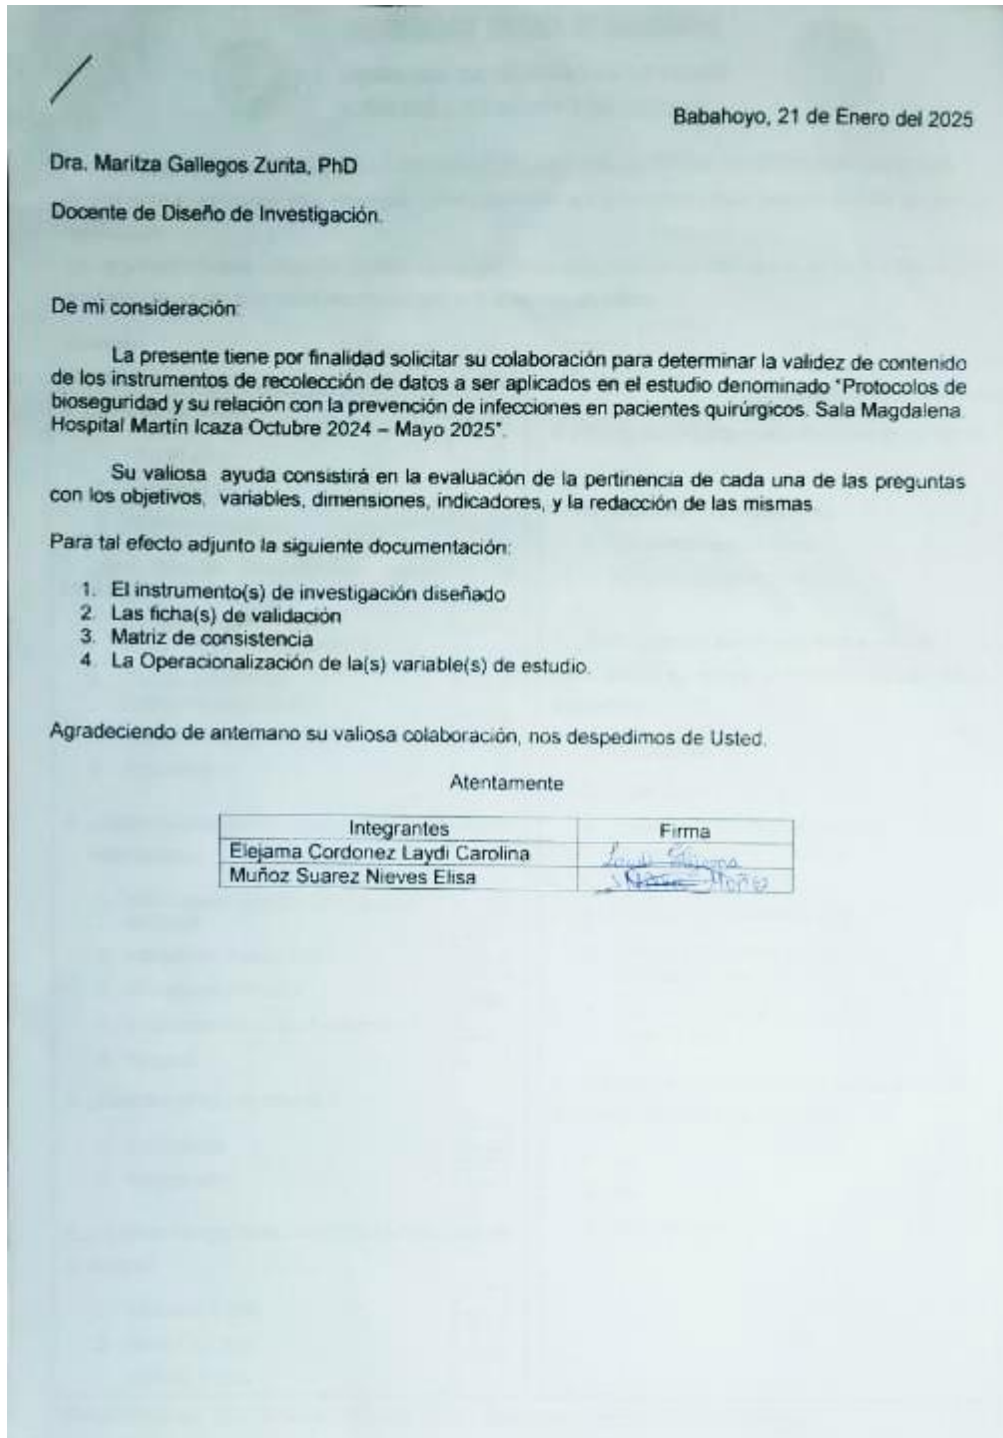 Babahoyo, 21 de Enero del 2025
Dra. Maritza Gallegos Zurita, PhD
Docente de Diseño de Investigación.
De mi consideración:
La presente tiene por finalidad solicitar su colaboración para determinar la validez de contenido
de los instrumentos de recolección de datos a ser aplicados en el estudio denominado "Protocolos de
bioseguridad y su relación con la prevención de infecciones en pacientes quirúrgicos. Sala Magdalena.
Hospital Martín Icaza Octubre 2024 – Mayo 2025".
Su valiosa ayuda consistirá en la evaluación de la pertinencia de cada una de las preguntas
con los objetivos, variables, dimensiones, indicadores, y la redacción de las mismas.
Para tal efecto adjunto la siguiente documentación:
1. El instrumento(s) de investigación diseñado
2. Las ficha(s) de validación
3. Matriz de consistencia
4. La Operacionalización de la(s) variable(s) de estudio.
Agradeciendo de antemano su valiosa colaboración, nos despedimos de Usted.
Atentamente
Integrantes Firma
Elejama Cordonez Laydi Carolina
Muñoz Suarez Nieves Elisa